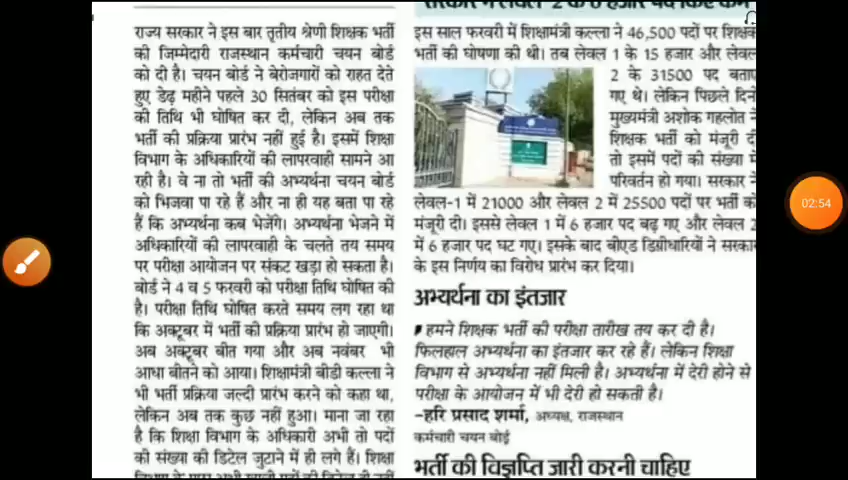 राज्य सरकार ने इस बार तृतीय श्रेणी शिक्षक भर्ती
की जिम्मेदारी राजस्थान कर्मचारी चयन बोर्ड
को दी है। चयन बोर्ड ने बेरोजगारों को राहत देते
हुए डेढ़ महीने पहले 30 सितंबर को इस परीक्षा
की तिथि भी घोषित कर दी, लेकिन अब तक
भर्ती की प्रक्रिया प्रारंभ नहीं हुई है। इसमें शिक्षा
विभाग के अधिकारियों की लापरवाही सामने आ
रही है। वे ना तो भर्ती की अभ्यर्थना चयन बोर्ड
को भिजवा पा रहे हैं और ना ही यह बता पा रहे
हैं कि अभ्यर्थना कब भेजेंगे। अभ्यर्थना भेजने में
अधिकारियों की लापरवाही के चलते तय समय
पर परीक्षा आयोजन पर संकट खड़ा हो सकता है।
बोर्ड ने 4 व 5 फरवरी को परीक्षा तिथि घोषित की
है। परीक्षा तिथि घोषित करते समय लग रहा था
कि अक्टूबर में भर्ती की प्रक्रिया प्रारंभ हो जाएगी।
अब अक्टूबर बीत गया और अब नवंबर भी
आधा बीतने को आया। शिक्षामंत्री बीडी कल्ला ने
भी भर्ती प्रक्रिया जल्दी प्रारंभ करने को कहा था,
लेकिन अब तक कुछ नहीं हुआ। माना जा रहा
है कि शिक्षा विभाग के अधिकारी अभी तो पदों
की संख्या की डिटेल जुटाने में ही लगे हैं। शिक्षा
इस साल फरवरी में शिक्षामंत्री कल्ला ने 46,500 पदों पर शिक्षक
भर्ती की घोषणा की थी। तब लेवल 1 के 15 हजार और लेवल
2 के 31500 पद बताए
गए थे। लेकिन पिछले दिनों
मुख्यमंत्री अशोक गहलोत ने
शिक्षक भर्ती को मंजूरी दी
तो इसमें पदों की संख्या में
परिवर्तन हो गया। सरकार ने
लेवल-1 में 21000 और लेवल 2 में 25500 पदों पर भर्ती को
मंजूरी दी। इससे लेवल 1 में 6 हजार पद बढ़ गए और लेवल 2
में 6 हजार पद घट गए। इसके बाद बीएड डिग्रीधारियों ने सरकार
के इस निर्णय का विरोध प्रारंभ कर दिया।
अभ्यर्थना का इंतजार
हमने शिक्षक भर्ती की परीक्षा तारीख तय कर दी है।
फिलहाल अभ्यर्थना का इंतजार कर रहे हैं। लेकिन शिक्षा
विभाग से अभ्यर्थना नहीं मिली है। अभ्यर्थना में देरी होने से
परीक्षा के आयोजन में भी देरी हो सकती है।
-हरि प्रसाद शर्मा, अध्यक्ष, राजस्थान
कर्मचारी चयन बोर्ड
भर्ती की विज्ञप्ति जारी करनी चाहिए
02:54